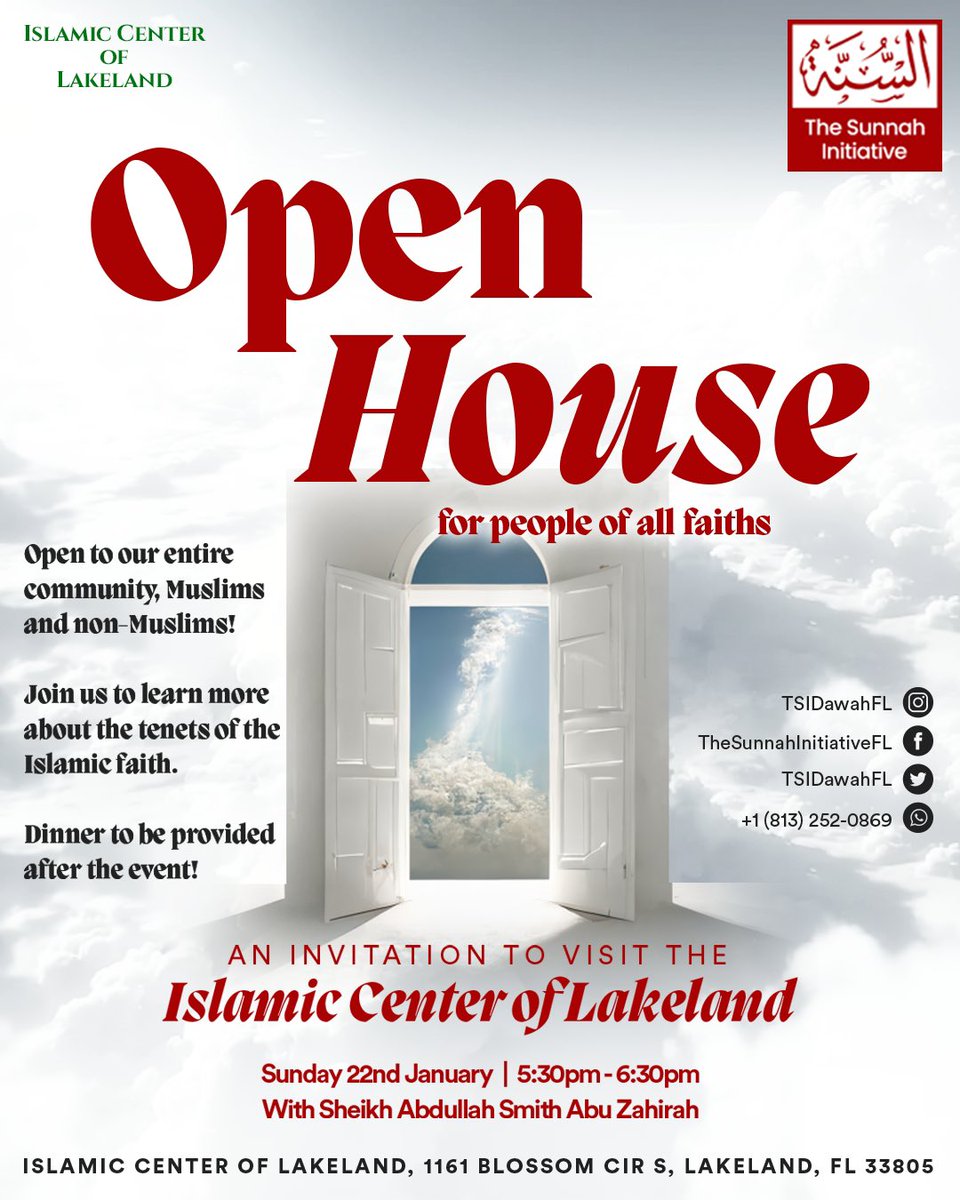 Islamic Center
of
Lakeland
السُّنَّة
The Sunnah
Initiative
Open
House
for people of all faiths
Open to our entire
community, Muslims
and non-Muslims!
Join us to learn more
about the tenets of the
Islamic faith.
Dinner to be provided
after the event!
TSIDawahFL
TheSunnahInitiativeFL
TSIDawahFL
+1 (813) 252-0869
AN INVITATION TO VISIT THE
Islamic Center of Lakeland
Sunday 22nd January | 5:30pm - 6:30pm
With Sheikh Abdullah Smith Abu Zahirah
ISLAMIC CENTER OF LAKELAND, 1161 BLOSSOM CIR S, LAKELAND, FL 33805